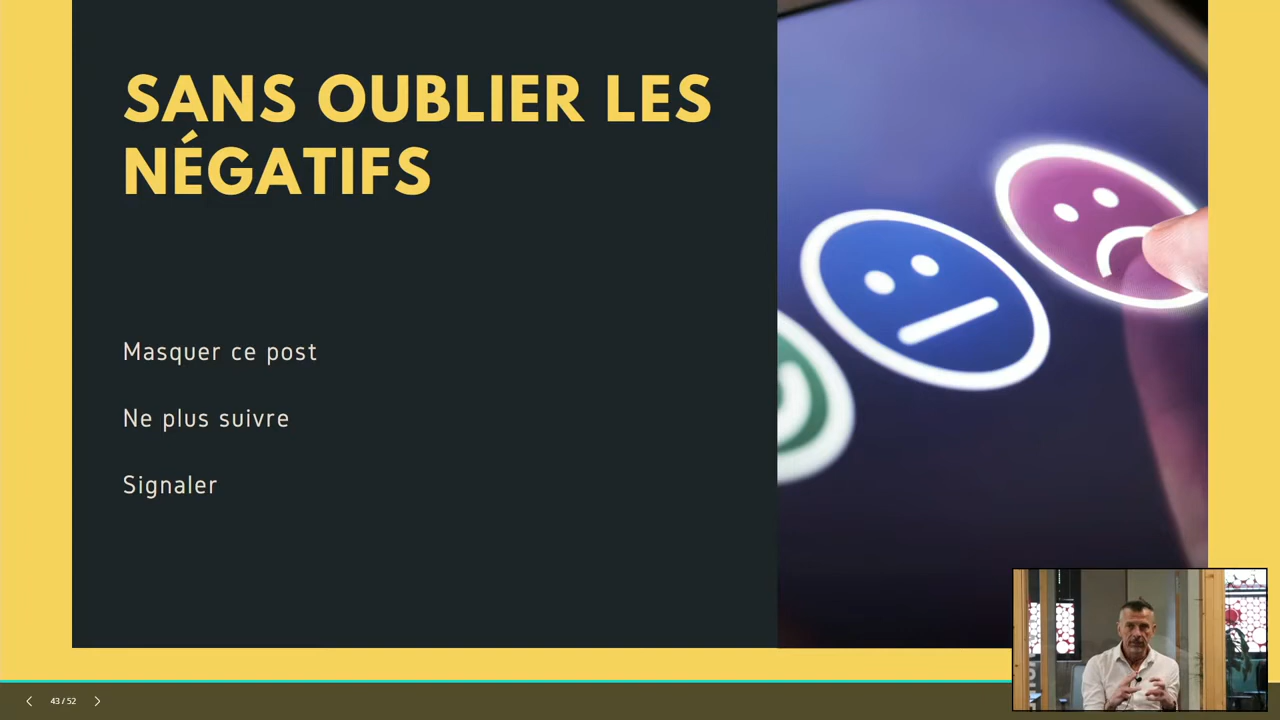 SANS OUBLIER LES
NÉGATIFS
Masquer ce post
Ne plus suivre
Signaler
43 / 52